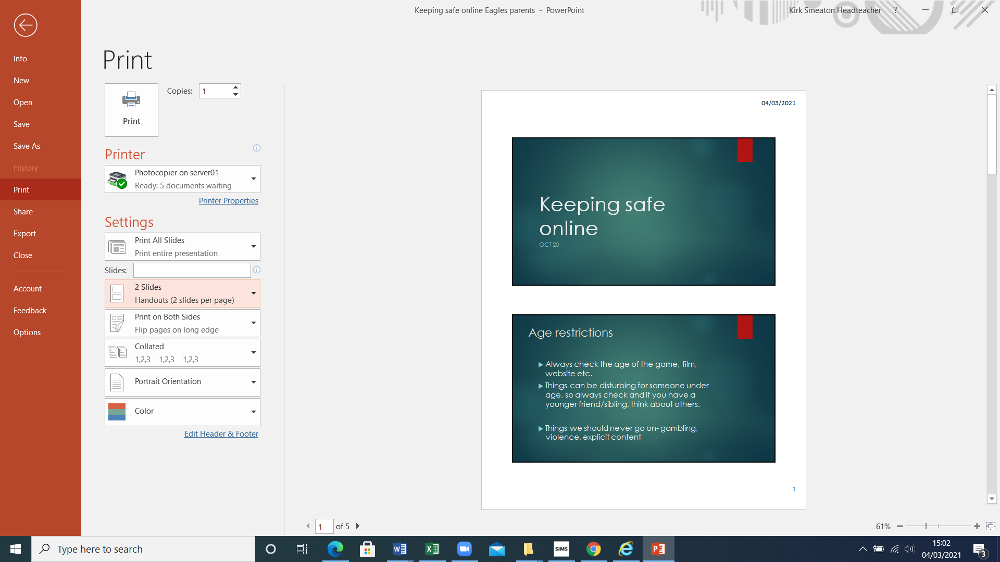 Keeping safe online Eagles parents - PowerPoint
Kirk Smeaton Headteacher
?
Info
New
Open
Save
Save As
History
Print
Share
Export
Close
Account
Feedback
Options
Print
Print
Copies: 1
Printer
Photocopier on server01
Ready: 5 documents waiting
Printer Properties
Settings
Print All Slides
Print entire presentation
Slides:
2 Slides
Handouts (2 slides per page)
Print on Both Sides
Flip pages on long edge
Collated
1,2,3 1,2,3 1,2,3
Portrait Orientation
Color
Edit Header & Footer
04/03/2021
Keeping safe
online
OCT 20
Age restrictions
Always check the age of the game, film,
website etc.
Things can be disturbing for someone under
age, so always check and if you have a
younger friend/sibling, think about others.
Things we should never go on- gambling,
violence, explicit content
1
1 of 5
61%
Type here to search
SIMS
15:02
04/03/2021
3